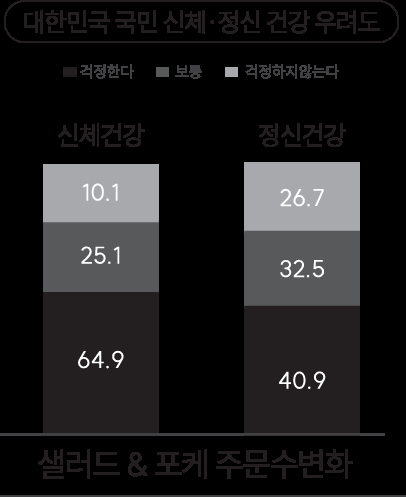 대한민국 국민 신체·정신 건강 우려도
걱정한다 보통 걱정하지않는다
신체건강 정신건강
10.1 26.7
25.1 32.5
64.9 40.9
샐러드 & 포케 주문수변화